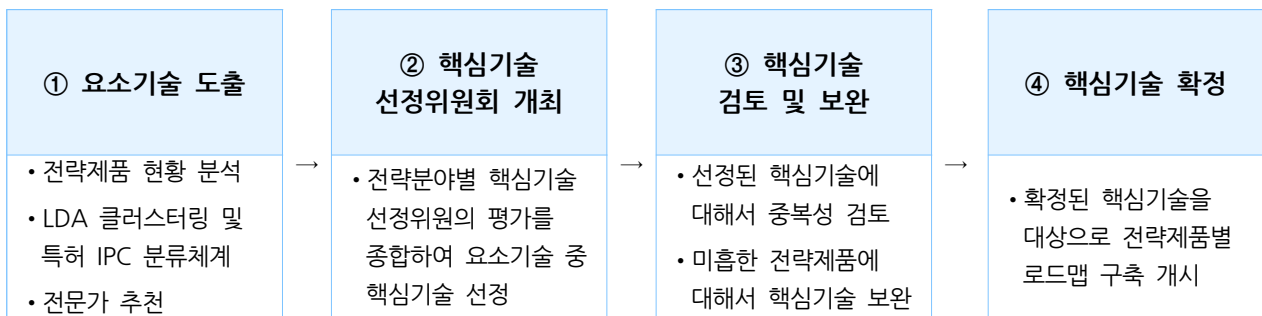 ① 요소기술 도출
• 전략제품 현황 분석
• LDA 클러스터링 및
특허 IPC 분류체계
• 전문가 추천
→
② 핵심기술
선정위원회 개최
• 전략분야별 핵심기술
선정위원의 평가를
종합하여 요소기술 중
핵심기술 선정
→
③ 핵심기술
검토 및 보완
• 선정된 핵심기술에
대해서 중복성 검토
• 미흡한 전략제품에
대해서 핵심기술 보완
→
④ 핵심기술 확정
• 확정된 핵심기술을
대상으로 전략제품별
로드맵 구축 개시